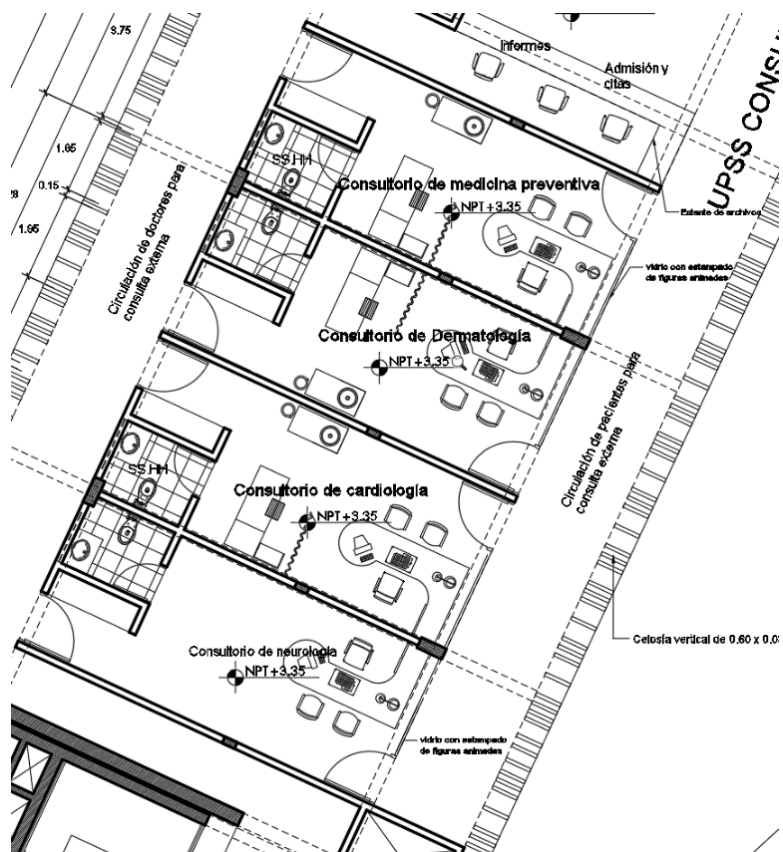 3.75
Informes
Admisión y
citas
UPSS CONSU
1.65
SS.HH
0.15
Consultorio de medicina preventiva
NPT+3.35
Estante de archivos
1.95
Circulación de doctores para
consulta externa
vidrio con estampado
de figuras animadas
Consultorio de Dermatología
NPT+3.35
Circulación de pacientes para
consulta externa
SS.HH
Consultorio de cardiología
NPT+3.35
Celosía vertical de 0.60 x 0.03
Consultorio de neurología
NPT+3.35
vidrio con estampado
de figuras animadas